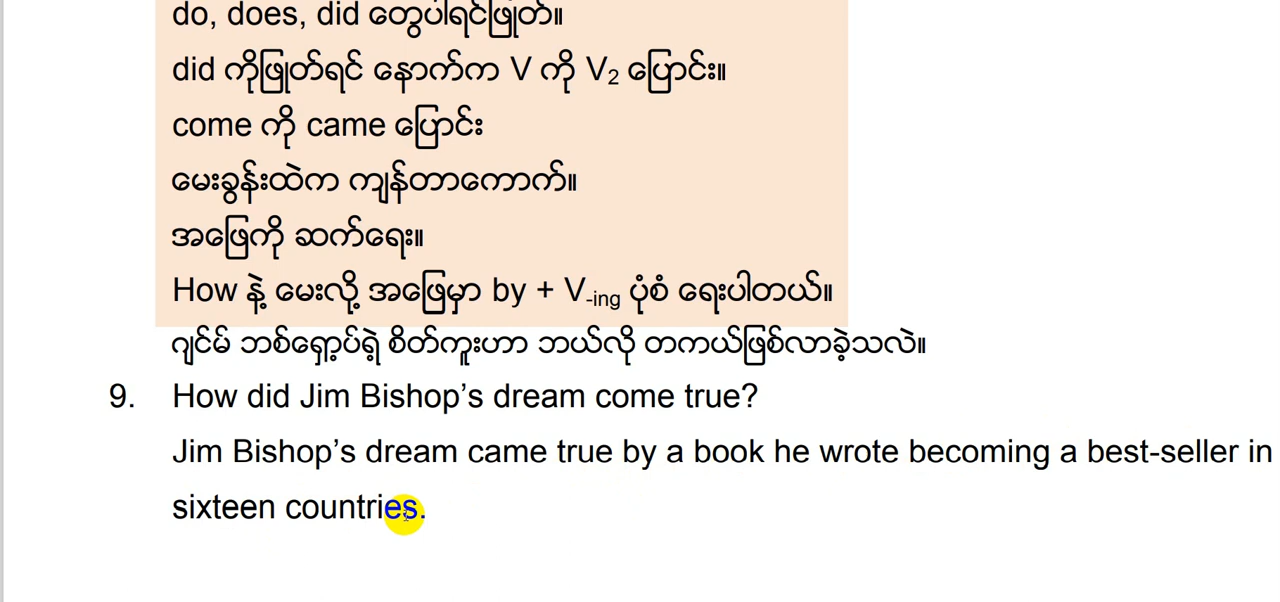 do, does, did တွေပါရင်ဖြုတ်။
did ကိုဖြုတ်ရင် နောက်က V ကို V₂ ပြောင်း။
come ကို came ပြောင်း
မေးခွန်းထဲက ကျန်တာကောက်။
အဖြေကို ဆက်ရေး။
How နဲ့ မေးလို့ အဖြေမှာ by + V-ing ပုံစံ ရေးပါတယ်။
ဂျင်မ် ဘစ်ရှော့ပ်ရဲ့ စိတ်ကူးဟာ ဘယ်လို တကယ်ဖြစ်လာခဲ့သလဲ။
9. How did Jim Bishop’s dream come true?
Jim Bishop’s dream came true by a book he wrote becoming a best-seller in
sixteen countries.